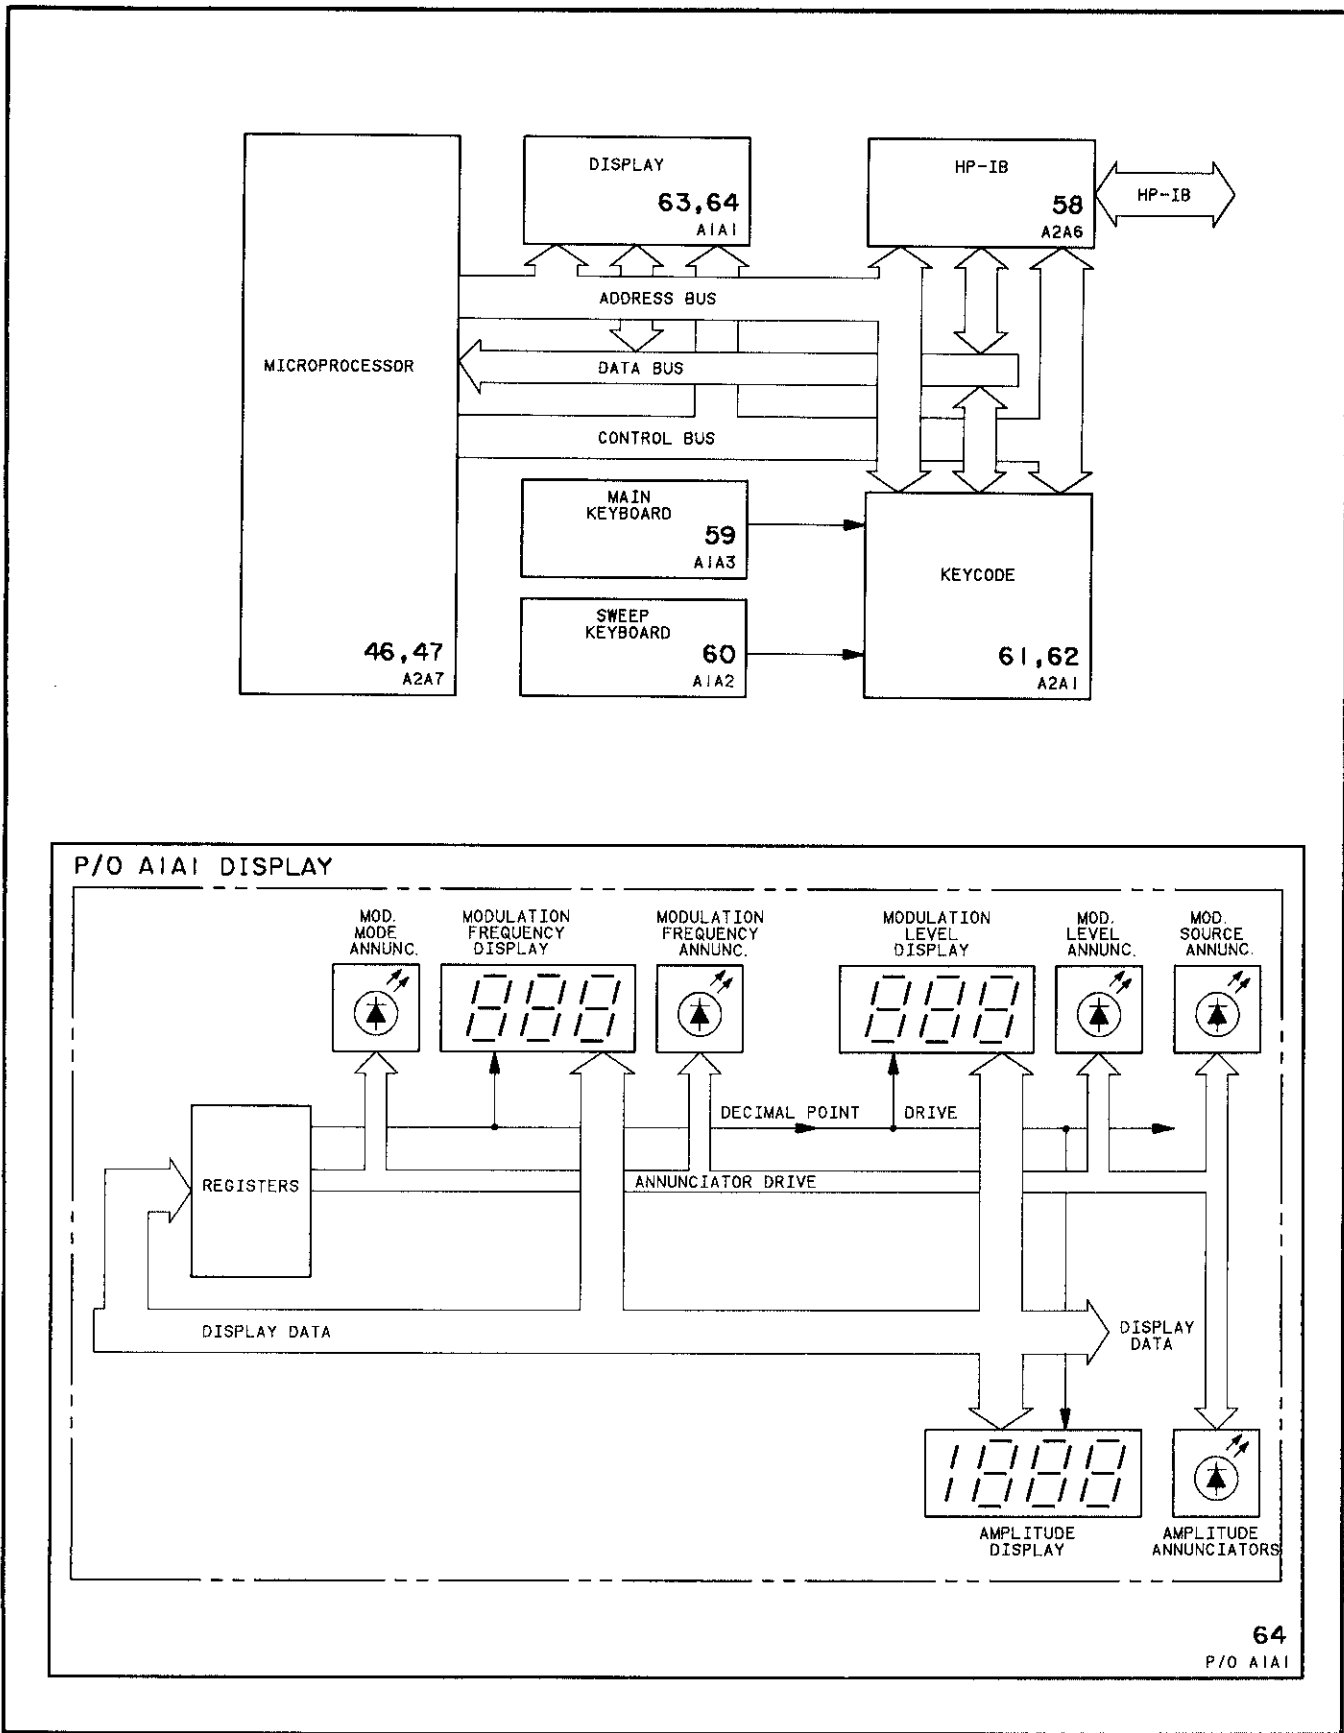 DISPLAY
63,64
A1A1
HP-IB
58
A2A6
HP-IB
ADDRESS BUS
MICROPROCESSOR
DATA BUS
CONTROL BUS
MAIN
KEYBOARD
59
A1A3
KEYCODE
SWEEP
KEYBOARD
60
A1A2
46,47
A2A7
61,62
A2A1
P/O A1A1 DISPLAY
MOD.
MODE
ANNUNC.
MODULATION
FREQUENCY
DISPLAY
MODULATION
FREQUENCY
ANNUNC.
MODULATION
LEVEL
DISPLAY
MOD.
LEVEL
ANNUNC.
MOD.
SOURCE
ANNUNC.
888
888
DECIMAL POINT DRIVE
REGISTERS
ANNUNCIATOR DRIVE
DISPLAY DATA
DISPLAY
DATA
1888
AMPLITUDE
DISPLAY
AMPLITUDE
ANNUNCIATORS
64
P/O A1A1